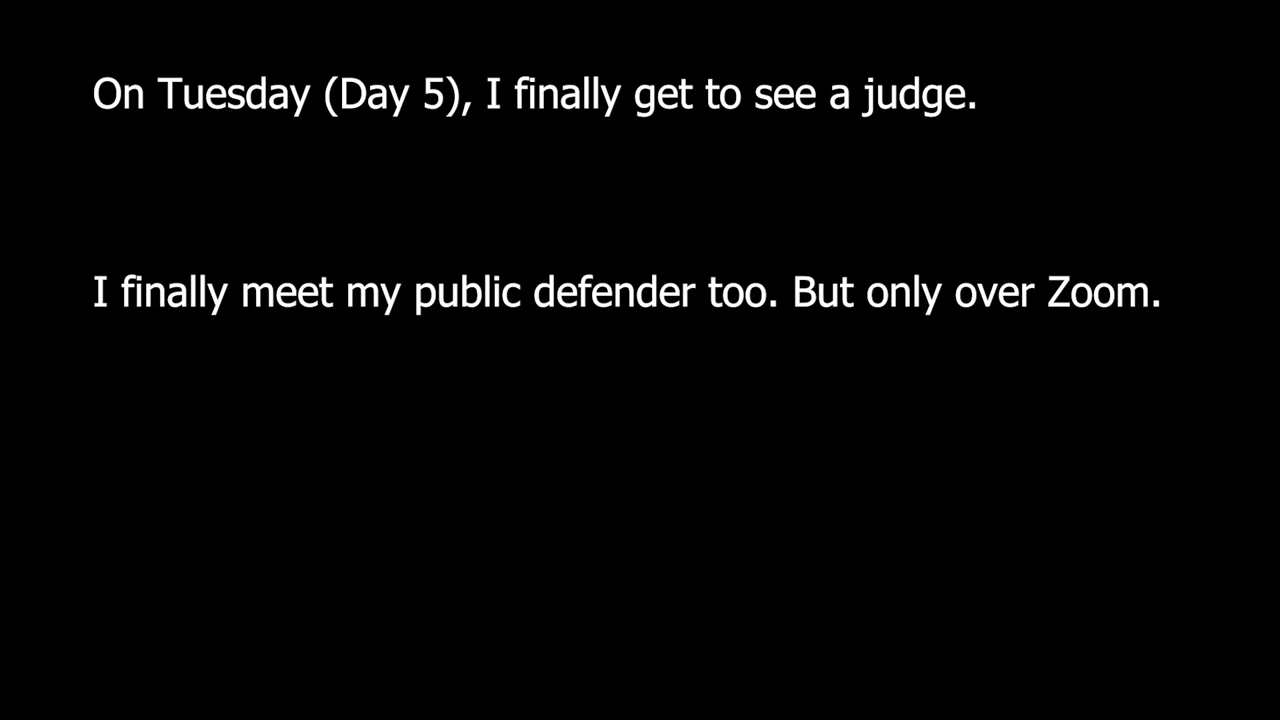 On Tuesday (Day 5), I finally get to see a judge.
I finally meet my public defender too. But only over Zoom.